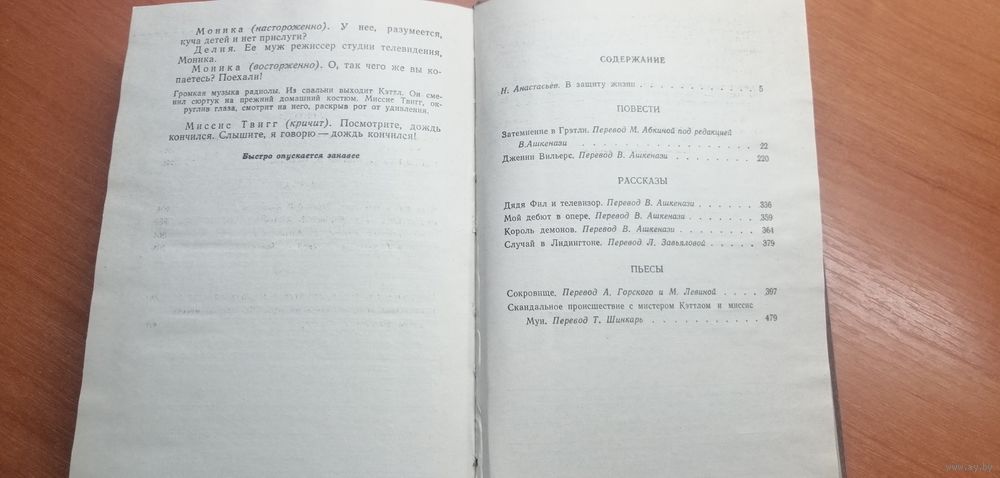 Моника (настороженно). У нее, разумеется,
куча детей и нет прислуги?
Делия. Ее муж режиссер студии телевидения,
Моника.
Моника (восторженно). О, так чего же вы ко-
паетесь? Поехали!
Громкая музыка радиолы. Из спальни выходит Кэттл. Он сме-
нил сюртук на прежний домашний костюм. Миссис Твигг, ок-
руглив глаза, смотрит на него, раскрыв рот от удивления.
Миссис Твигг (кричит). Посмотрите, дождь
кончился. Слышите, я говорю — дождь кончился!
Быстро опускается занавес
СОДЕРЖАНИЕ
Н. Анастасьев. В защиту жизни . . . . . . . . . . . . 5
ПОВЕСТИ
Затемнение в Грэтли. Перевод М. Абкиной под редакцией
В. Ашкенази . . . . . . . . . . . . . . . 22
Дженни Вильерс. Перевод В. Ашкенази . . . . . . . . 220
РАССКАЗЫ
Дядя Фил и телевизор. Перевод В. Ашкенази . . . . . . 336
Мой дебют в опере. Перевод В. Ашкенази . . . . . . . 359
Король демонов. Перевод В. Ашкенази . . . . . . . . 364
Случай в Лидингтоне. Перевод Л. Завьяловой . . . . . 379
ПЬЕСЫ
Сокровище. Перевод А. Горского и М. Левиной . . . . 397
Скандальное происшествие с мистером Кэттлом и миссис
Мун. Перевод Т. Шинкарь . . . . . . . . . . . 479
www.ay.by